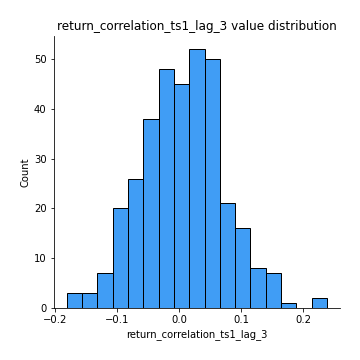 return_correlation_ts1_lag_3 value distribution
50
40
30
20
10
0
Count
−0.2 −0.1 0.0 0.1 0.2
return_correlation_ts1_lag_3